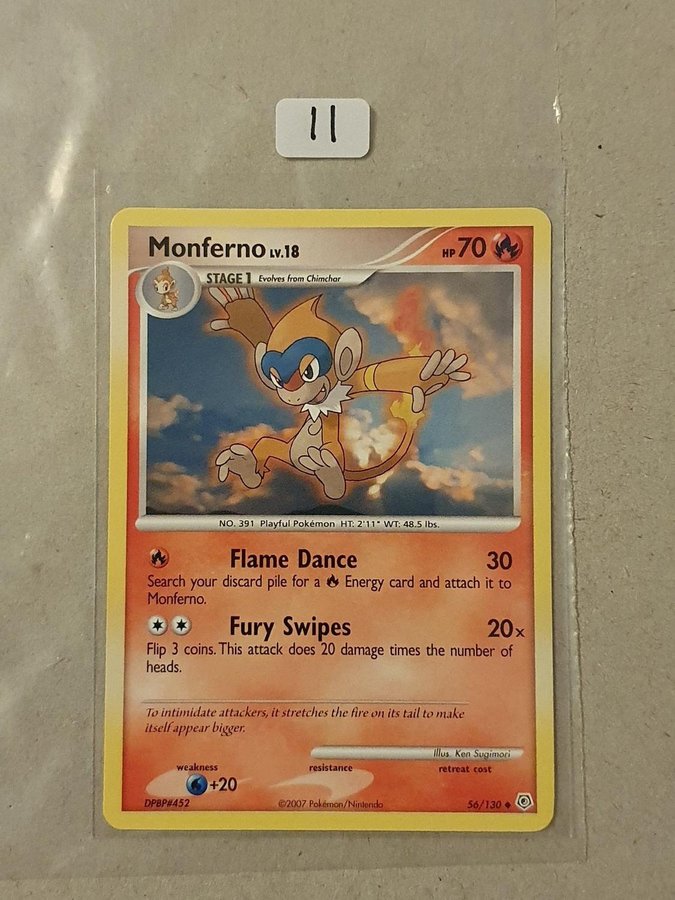 11
Monferno LV.18
HP 70
STAGE 1 Evolves from Chimchar
NO. 391 Playful Pokémon HT: 2'11" WT: 48.5 lbs.
Flame Dance 30
Search your discard pile for a Energy card and attach it to
Monferno.
Fury Swipes 20x
Flip 3 coins. This attack does 20 damage times the number of
heads.
To intimidate attackers, it stretches the fire on its tail to make
itself appear bigger.
Illus. Ken Sugimori
weakness resistance retreat cost
+20
DPBP#452 ©2007 Pokémon/Nintendo 56/130